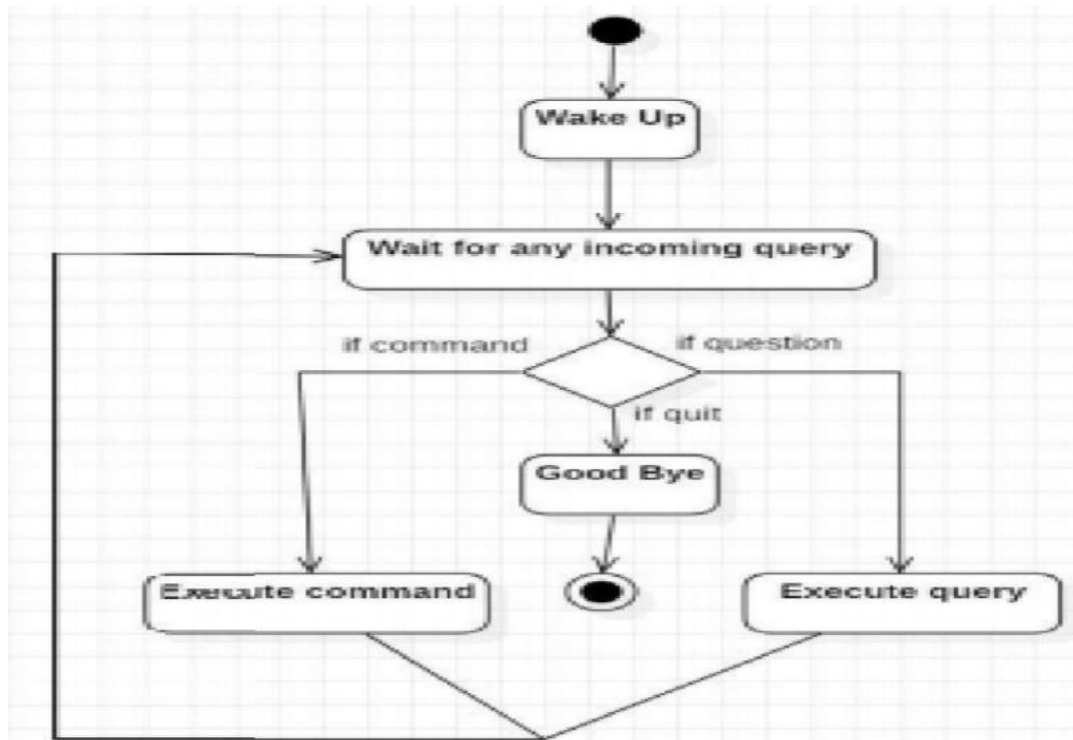 Wake Up
Wait for any incoming query
if command
if question
if quit
Good Bye
Execute command
Execute query